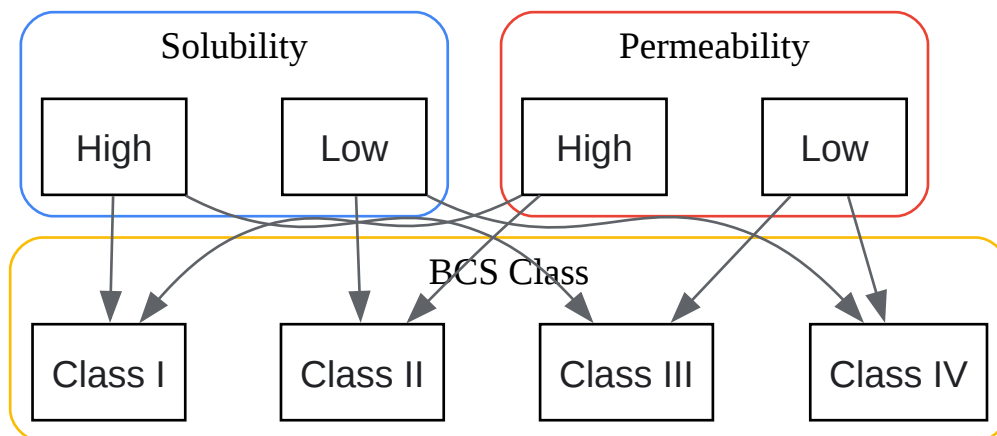 Solubility
Permeability
High
Low
High
Low
BCS Class
Class I
Class II
Class III
Class IV